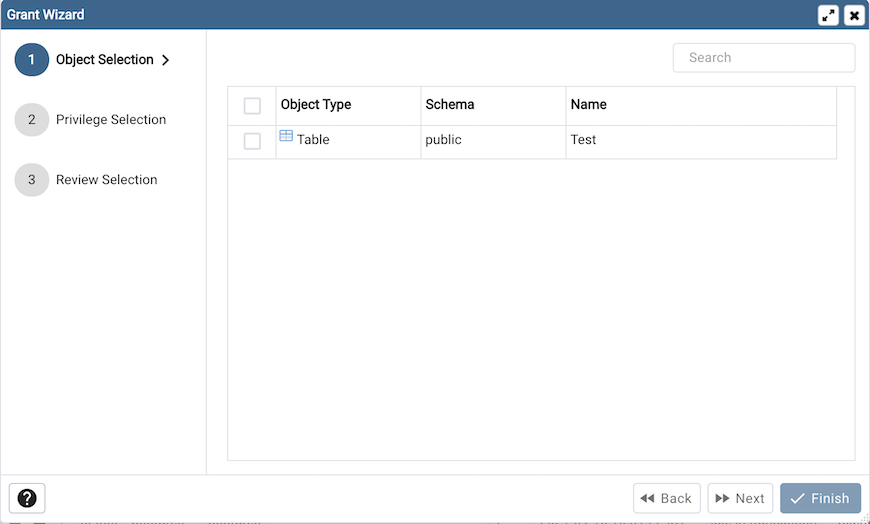 Grant Wizard
1 Object Selection
2 Privilege Selection
3 Review Selection
Search
Object Type Schema Name
Table public Test
? Back Next Finish